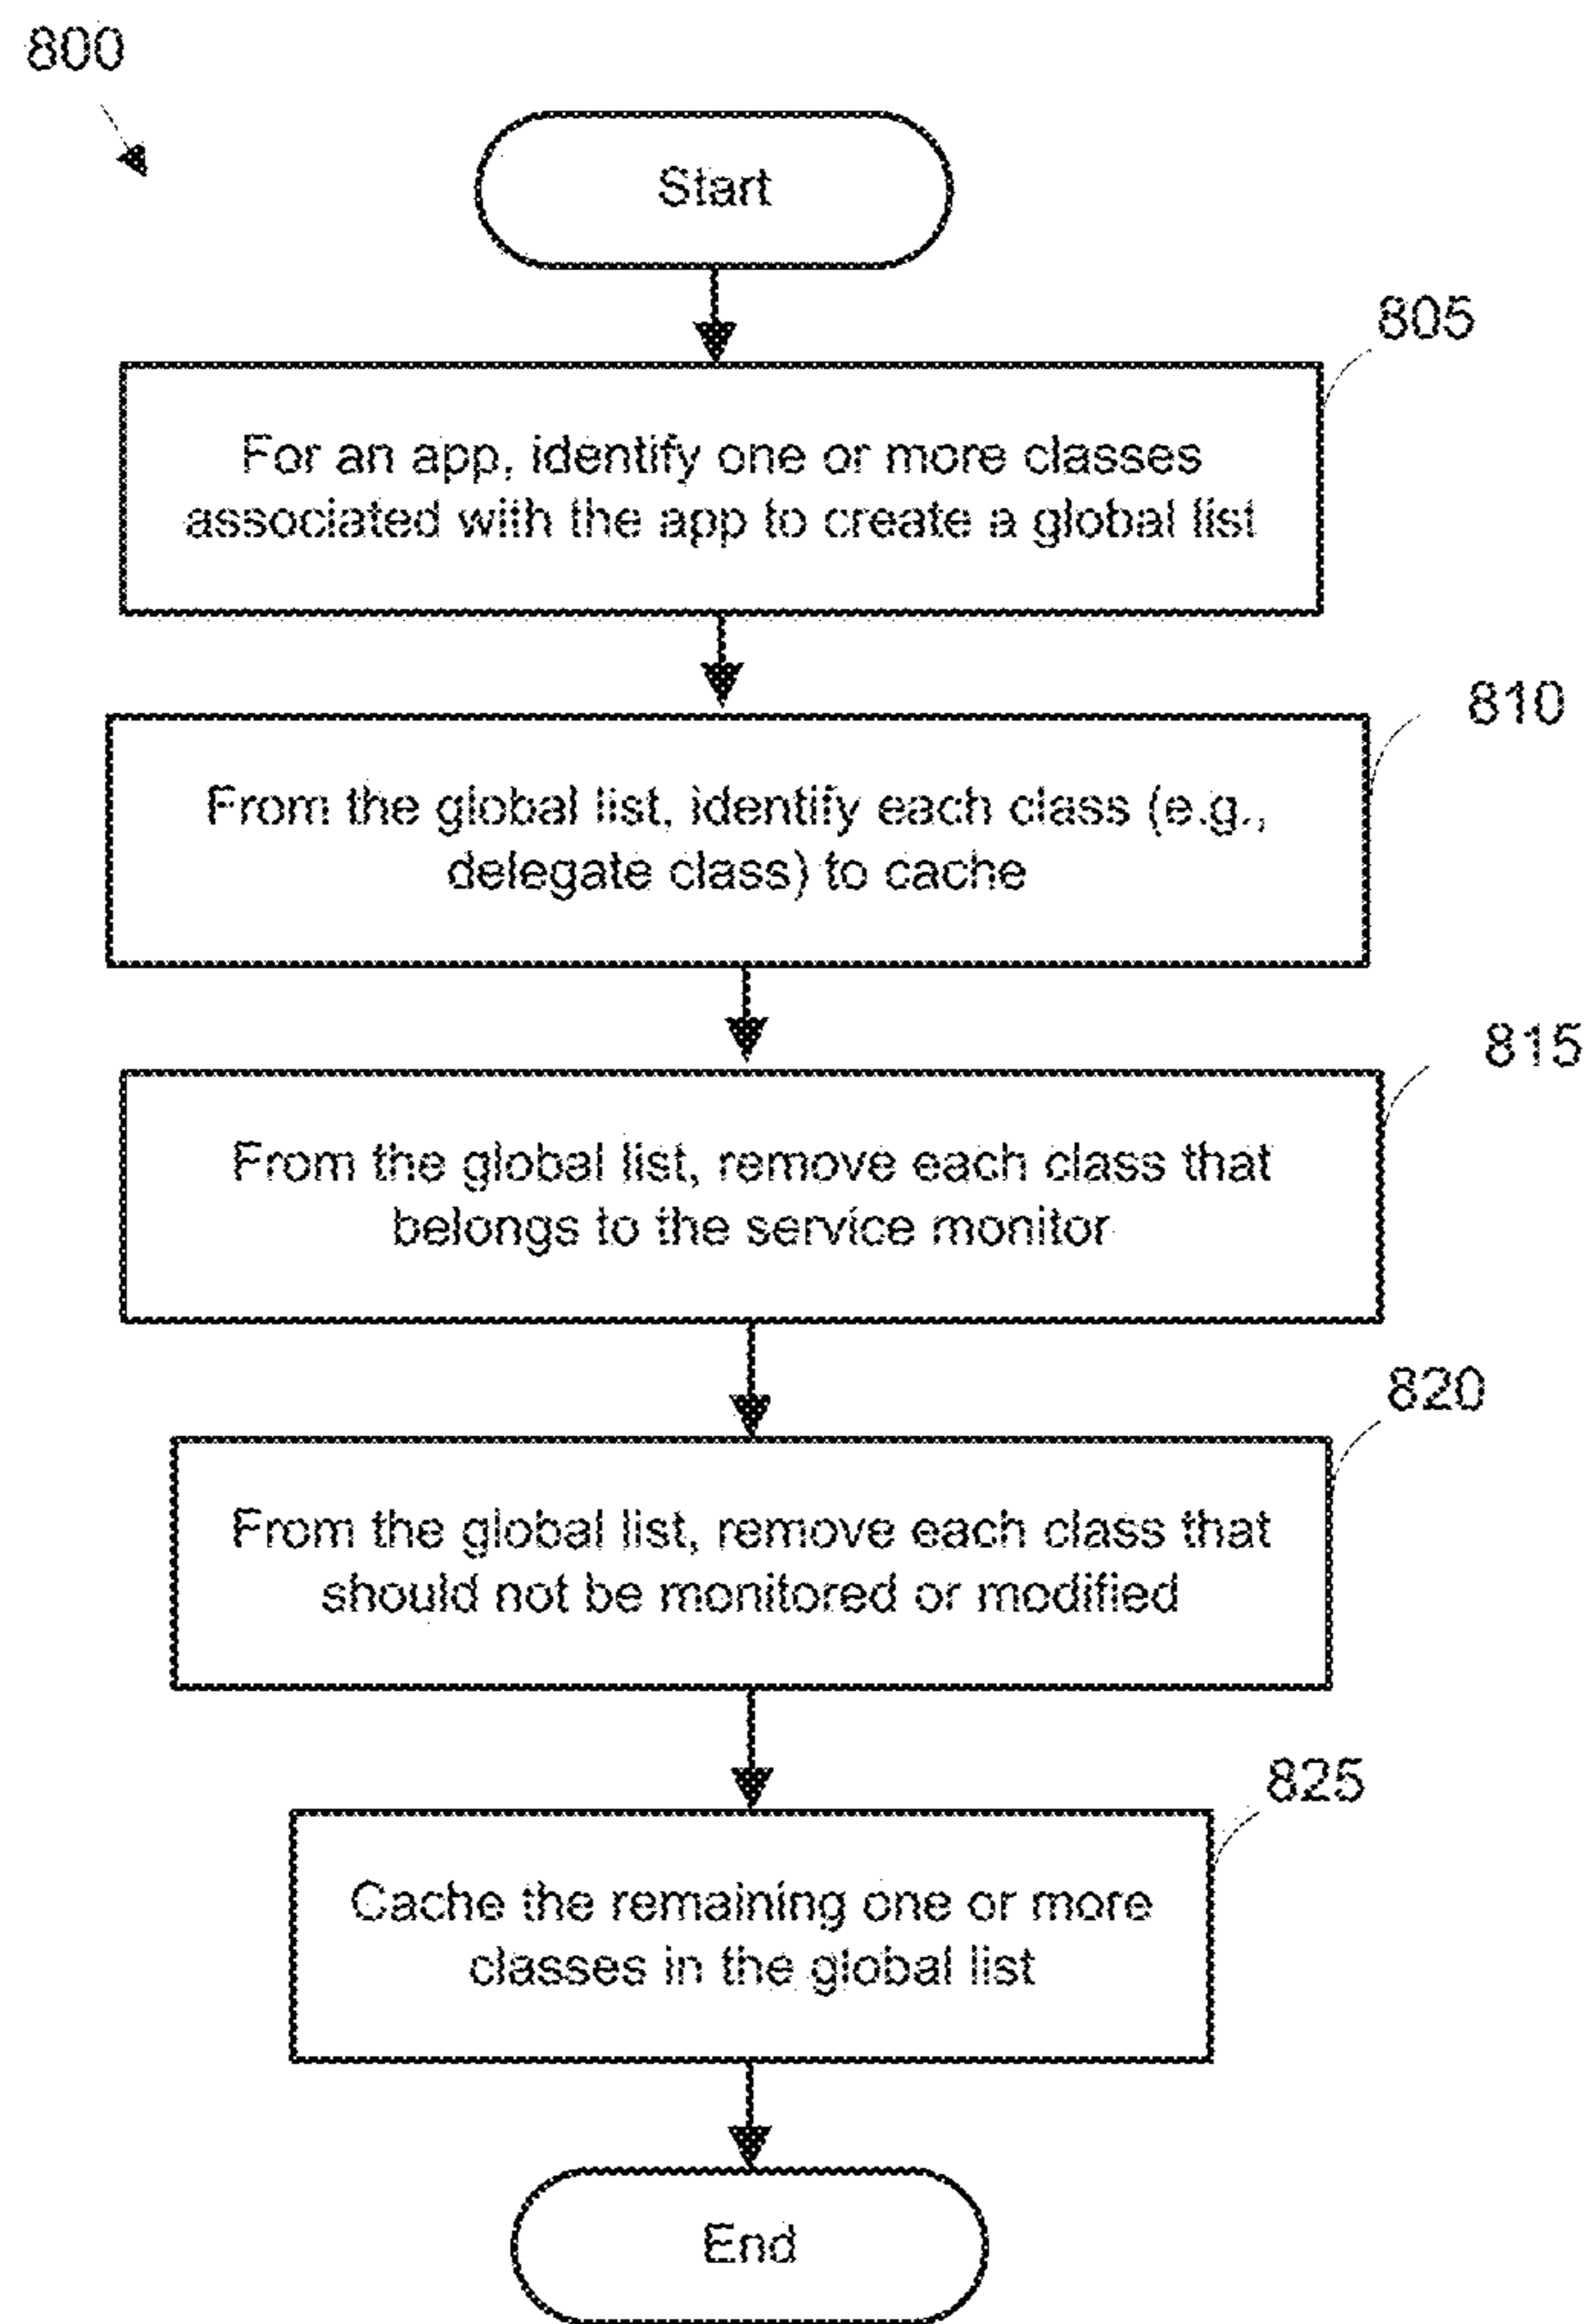 800
Start
805
For an app, identify one or more classes
associated with the app to create a global list
810
From the global list, identify each class (e.g.,
delegate class) to cache
815
From the global list, remove each class that
belongs to the service monitor
820
From the global list, remove each class that
should not be monitored or modified
825
Cache the remaining one or more
classes in the global list
End